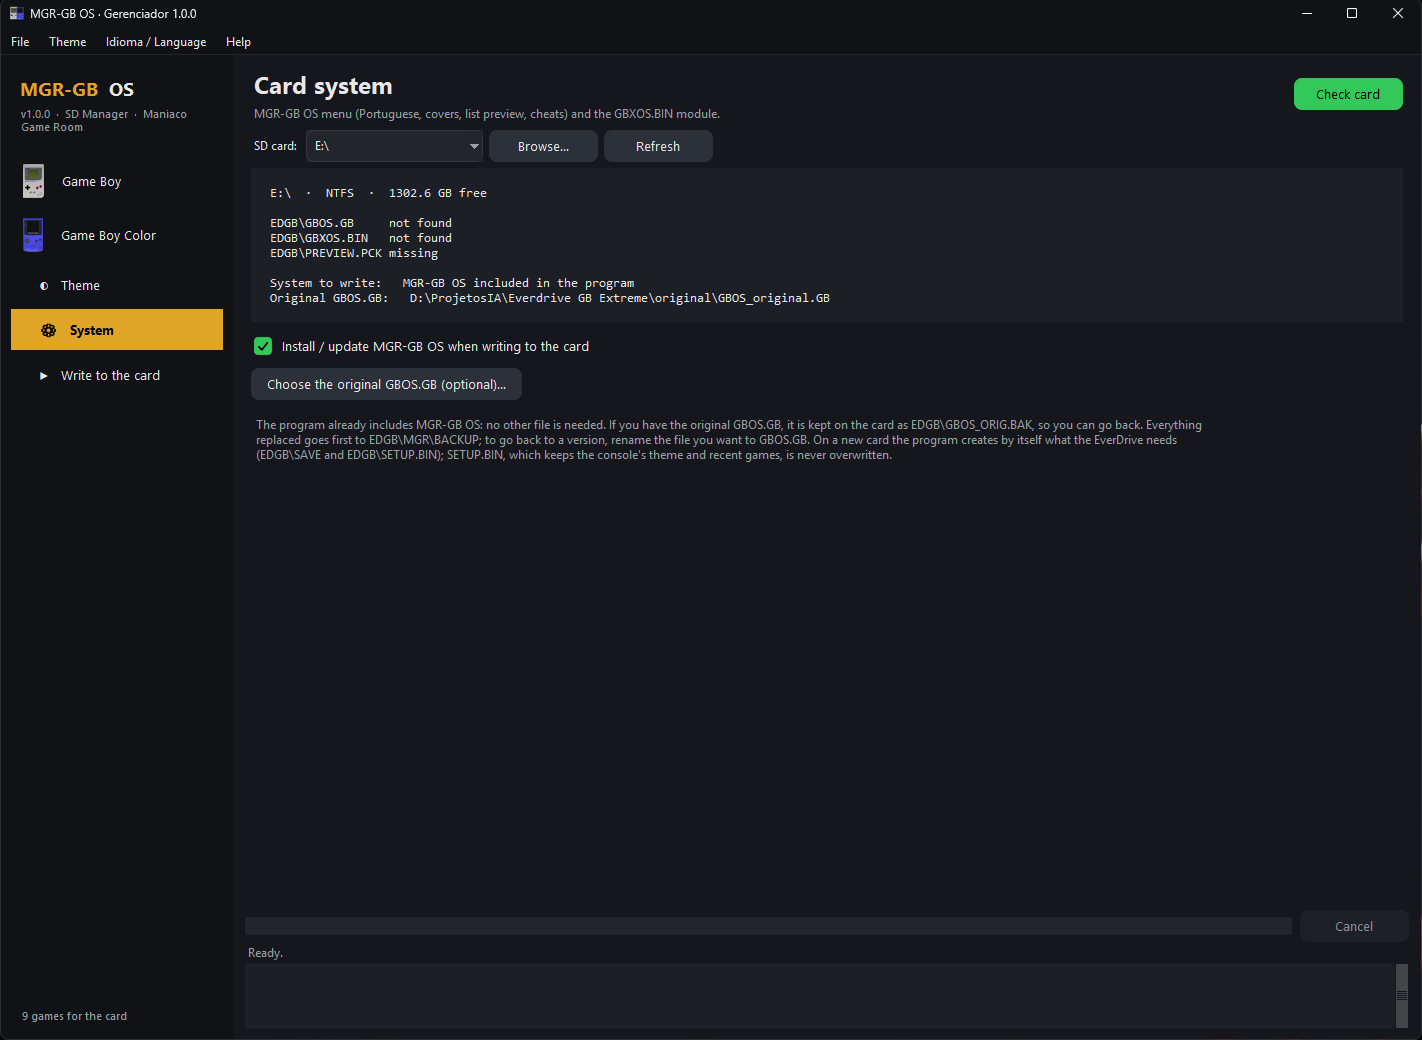 MGR-GB OS · Gerenciador 1.0.0
File Theme Idioma / Language Help
MGR-GB OS
v1.0.0 · SD Manager · Maniaco
Game Room
Game Boy
Game Boy Color
Theme
System
Write to the card
9 games for the card
Card system
Check card
MGR-GB OS menu (Portuguese, covers, list preview, cheats) and the GBXOS.BIN module.
SD card: E:\ Browse... Refresh
E:\ · NTFS · 1302.6 GB free
EDGB\GBOS.GB not found
EDGB\GBXOS.BIN not found
EDGB\PREVIEW.PCK missing
System to write: MGR-GB OS included in the program
Original GBOS.GB: D:\ProjetosIA\Everdrive GB Extreme\original\GBOS_original.GB
Install / update MGR-GB OS when writing to the card
Choose the original GBOS.GB (optional)...
The program already includes MGR-GB OS: no other file is needed. If you have the original GBOS.GB, it is kept on the card as EDGB\GBOS_ORIG.BAK, so you can go back. Everything
replaced goes first to EDGB\MGR\BACKUP; to go back to a version, rename the file you want to GBOS.GB. On a new card the program creates by itself what the EverDrive needs
(EDGB\SAVE and EDGB\SETUP.BIN); SETUP.BIN, which keeps the console's theme and recent games, is never overwritten.
Cancel
Ready.